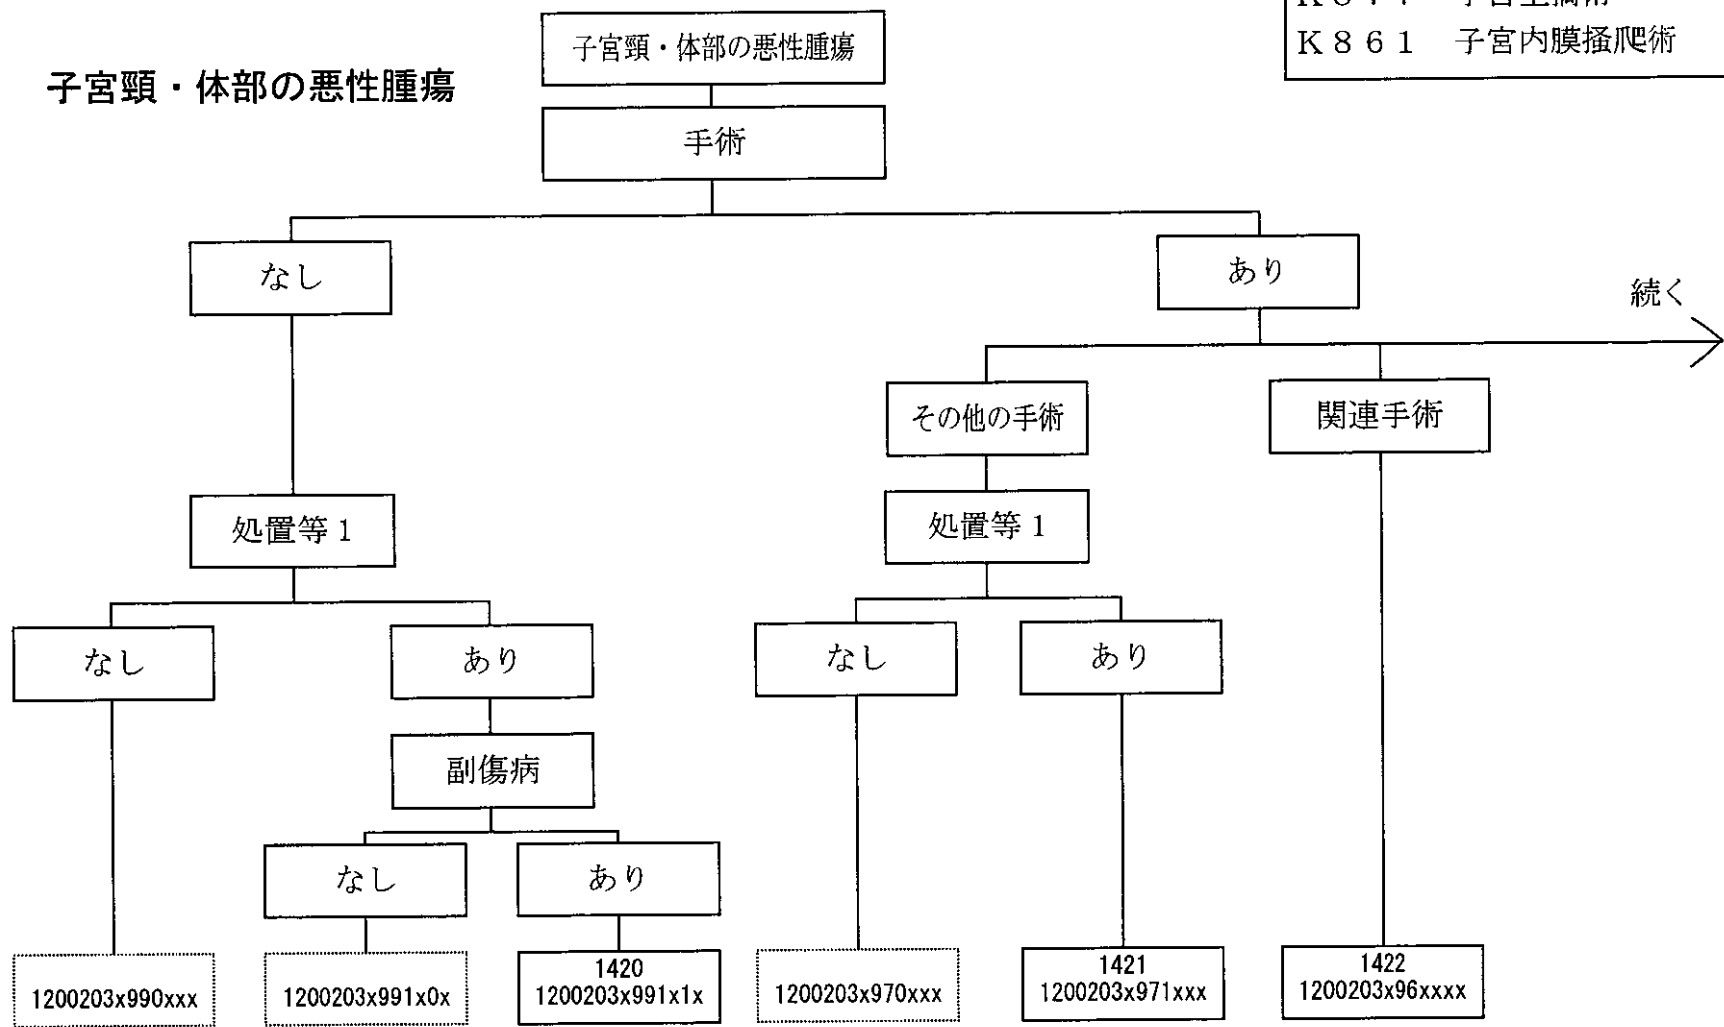 子宮頸・体部の悪性腫瘍
K861 子宮内膜掻爬術
子宮頸・体部の悪性腫瘍
手術
なし
あり
続く
その他の手術
関連手術
処置等1
処置等1
なし
あり
なし
あり
副傷病
なし
あり
1200203x990xxx
1200203x991x0x
1420
1200203x991x1x
1200203x970xxx
1421
1200203x971xxx
1422
1200203x96xxxx